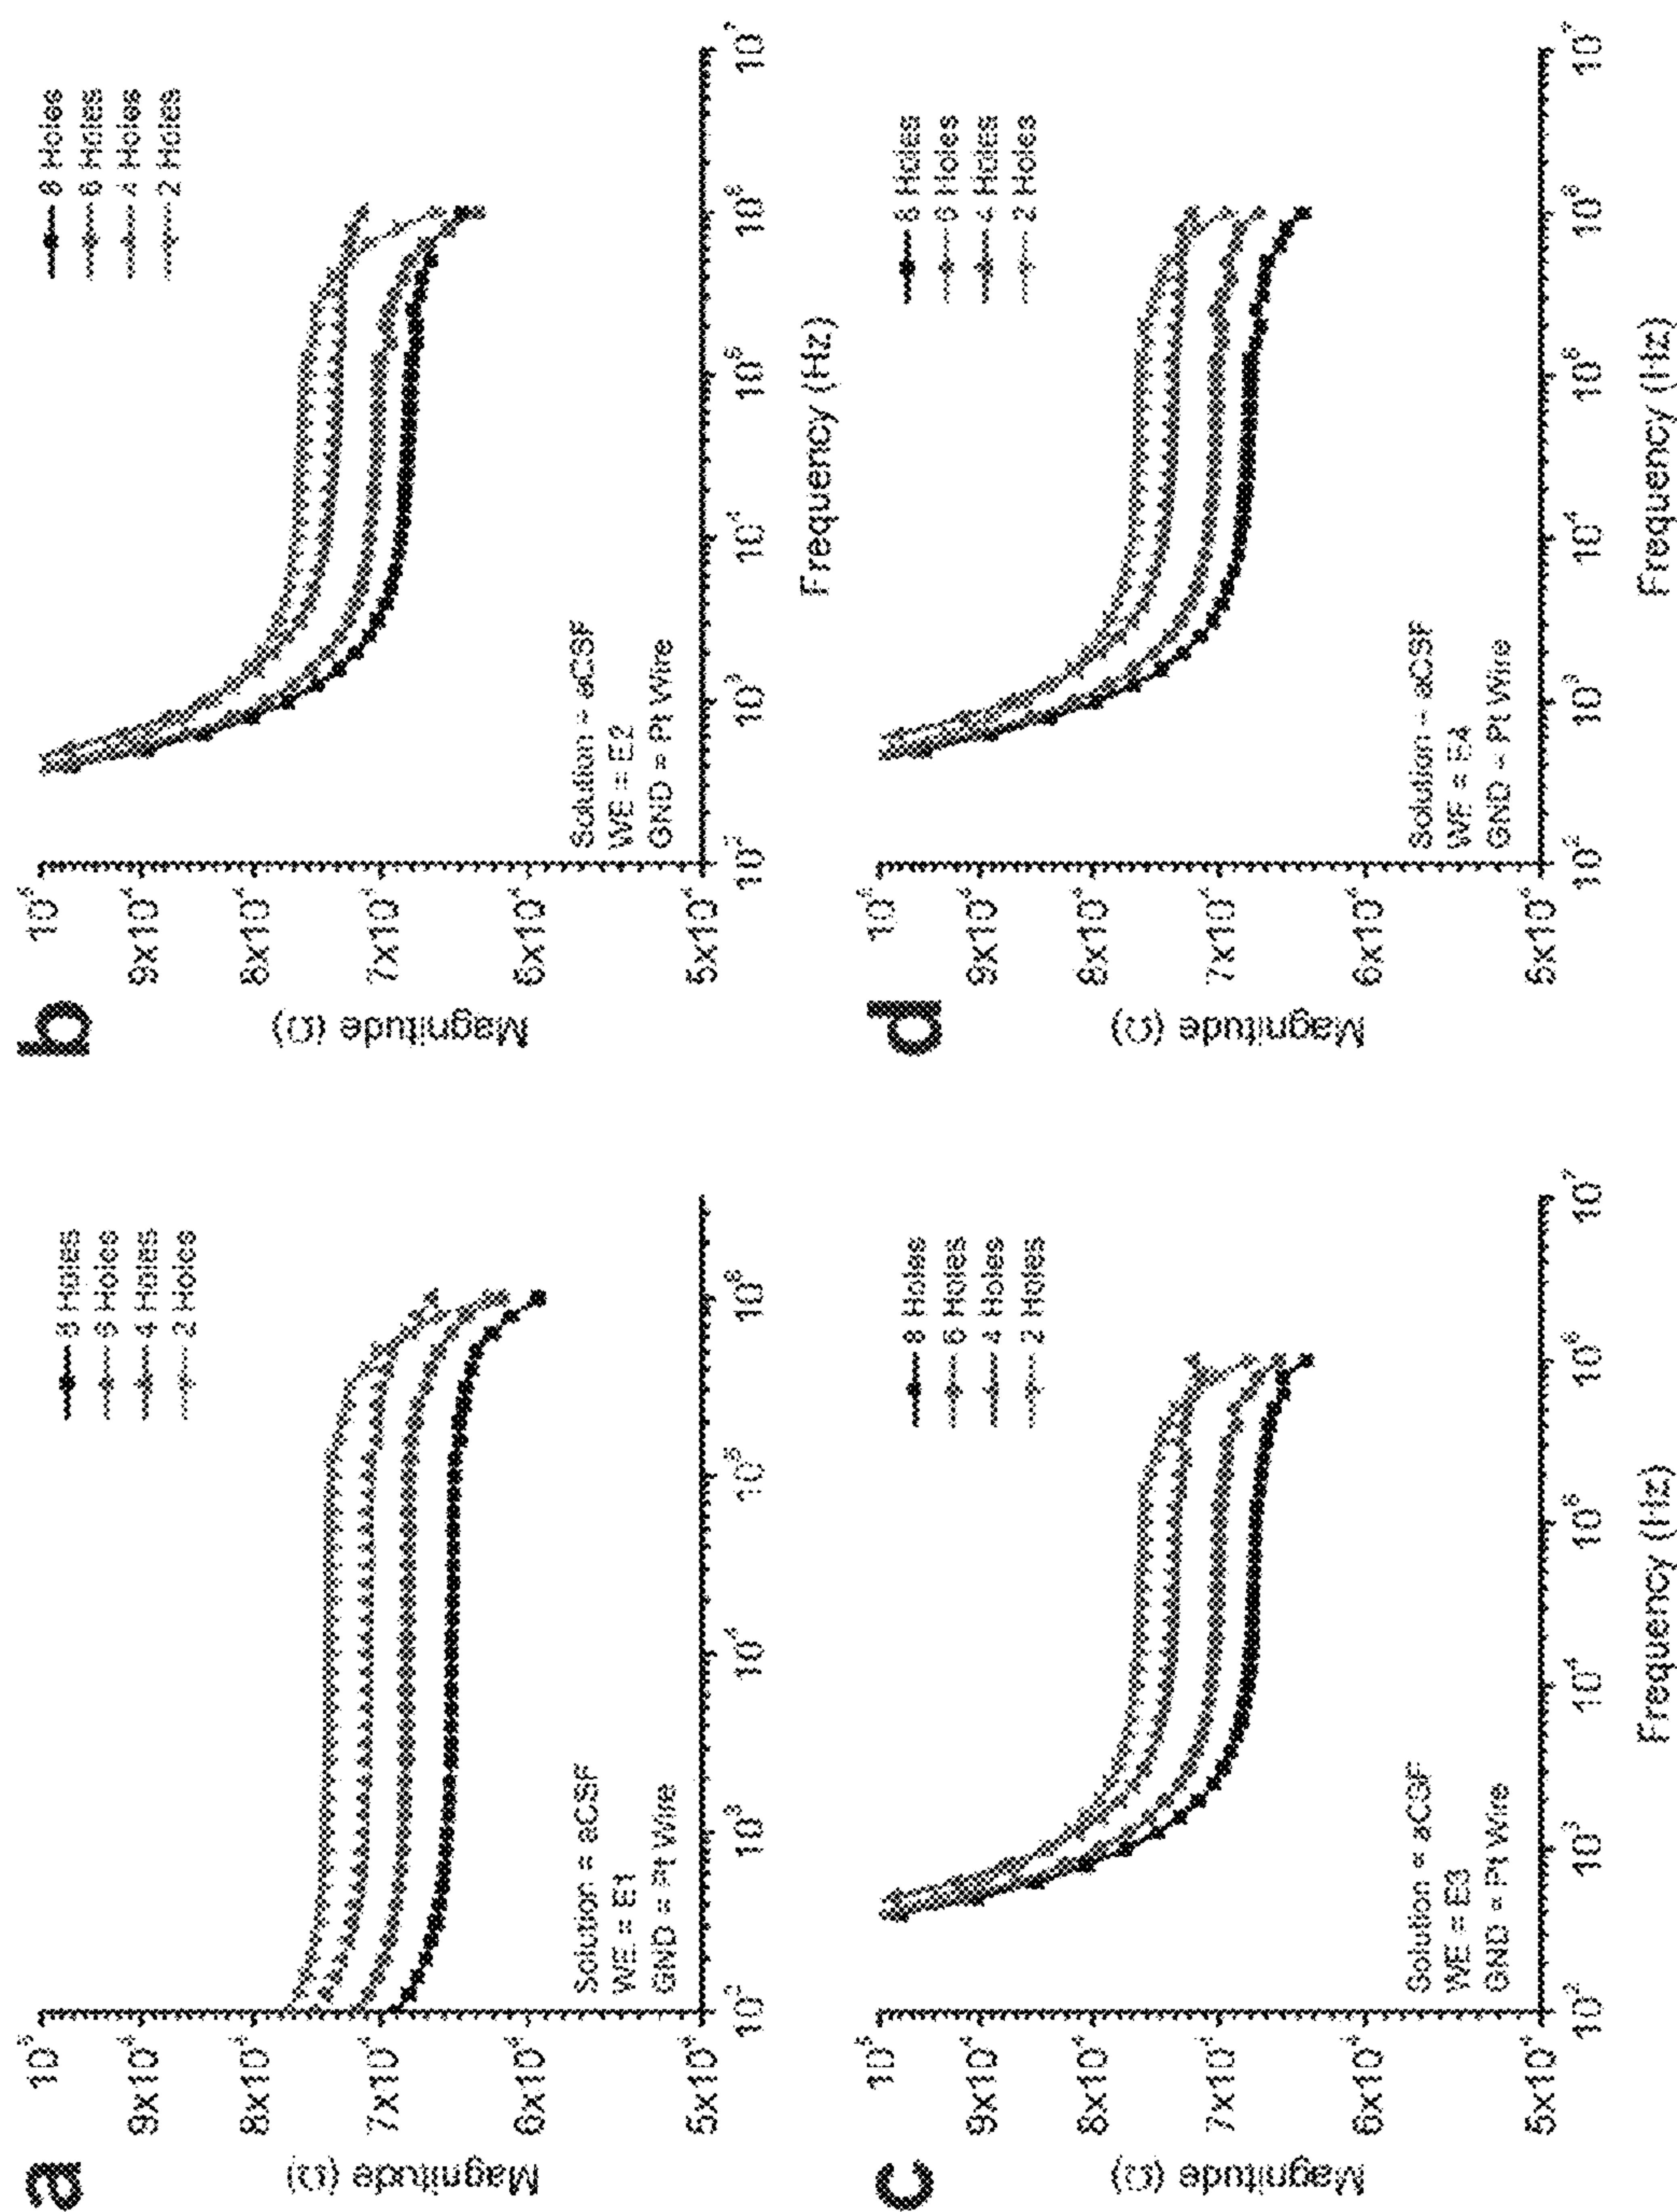 a
10⁵
9x10⁴
8x10⁴
7x10⁴
6x10⁴
5x10⁴
Magnitude (Ω)
8 Holes
6 Holes
4 Holes
2 Holes
Solution = aCSF
WE = E1
GND = Pt Wire
10² 10³ 10⁴ 10⁵ 10⁶
b
10⁵
9x10⁴
8x10⁴
7x10⁴
6x10⁴
5x10⁴
Magnitude (Ω)
8 Holes
6 Holes
4 Holes
2 Holes
Solution = aCSF
WE = E2
GND = Pt Wire
10² 10³ 10⁴ 10⁵ 10⁶ 10⁷
Frequency (Hz)
c
10⁵
9x10⁴
8x10⁴
7x10⁴
6x10⁴
5x10⁴
Magnitude (Ω)
8 Holes
6 Holes
4 Holes
2 Holes
Solution = aCSF
WE = E3
GND = Pt Wire
10² 10³ 10⁴ 10⁵ 10⁶ 10⁷
Frequency (Hz)
d
10⁵
9x10⁴
8x10⁴
7x10⁴
6x10⁴
5x10⁴
Magnitude (Ω)
8 Holes
6 Holes
4 Holes
2 Holes
Solution = aCSF
WE = E4
GND = Pt Wire
10² 10³ 10⁴ 10⁵ 10⁶ 10⁷
Frequency (Hz)